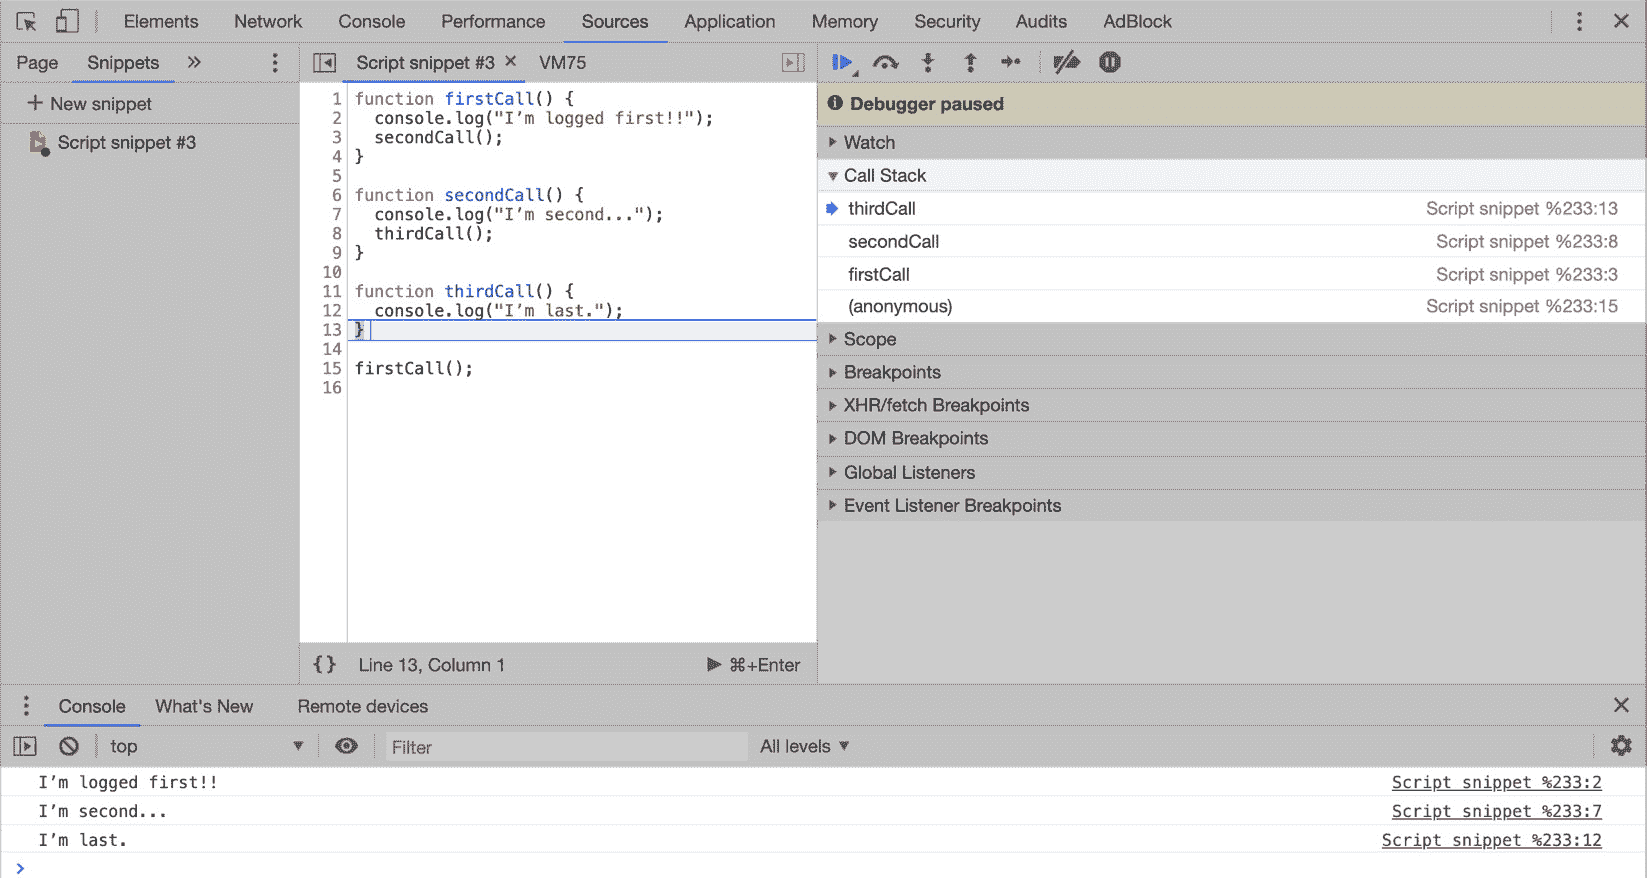 Elements Network Console Performance Sources Application Memory Security Audits AdBlock
Page Snippets »
Script snippet #3 × VM75
+ New snippet
Script snippet #3
1 function firstCall() {
2 console.log("I’m logged first!!");
3 secondCall();
4 }
5
6 function secondCall() {
7 console.log("I’m second...");
8 thirdCall();
9 }
10
11 function thirdCall() {
12 console.log("I’m last.");
13 }
14
15 firstCall();
16
{} Line 13, Column 1 ⌘+Enter
Debugger paused
Watch
Call Stack
thirdCall Script snippet %233:13
secondCall Script snippet %233:8
firstCall Script snippet %233:3
(anonymous) Script snippet %233:15
Scope
Breakpoints
XHR/fetch Breakpoints
DOM Breakpoints
Global Listeners
Event Listener Breakpoints
Console What's New Remote devices
top Filter All levels
I’m logged first!! Script snippet %233:2
I’m second... Script snippet %233:7
I’m last. Script snippet %233:12
>